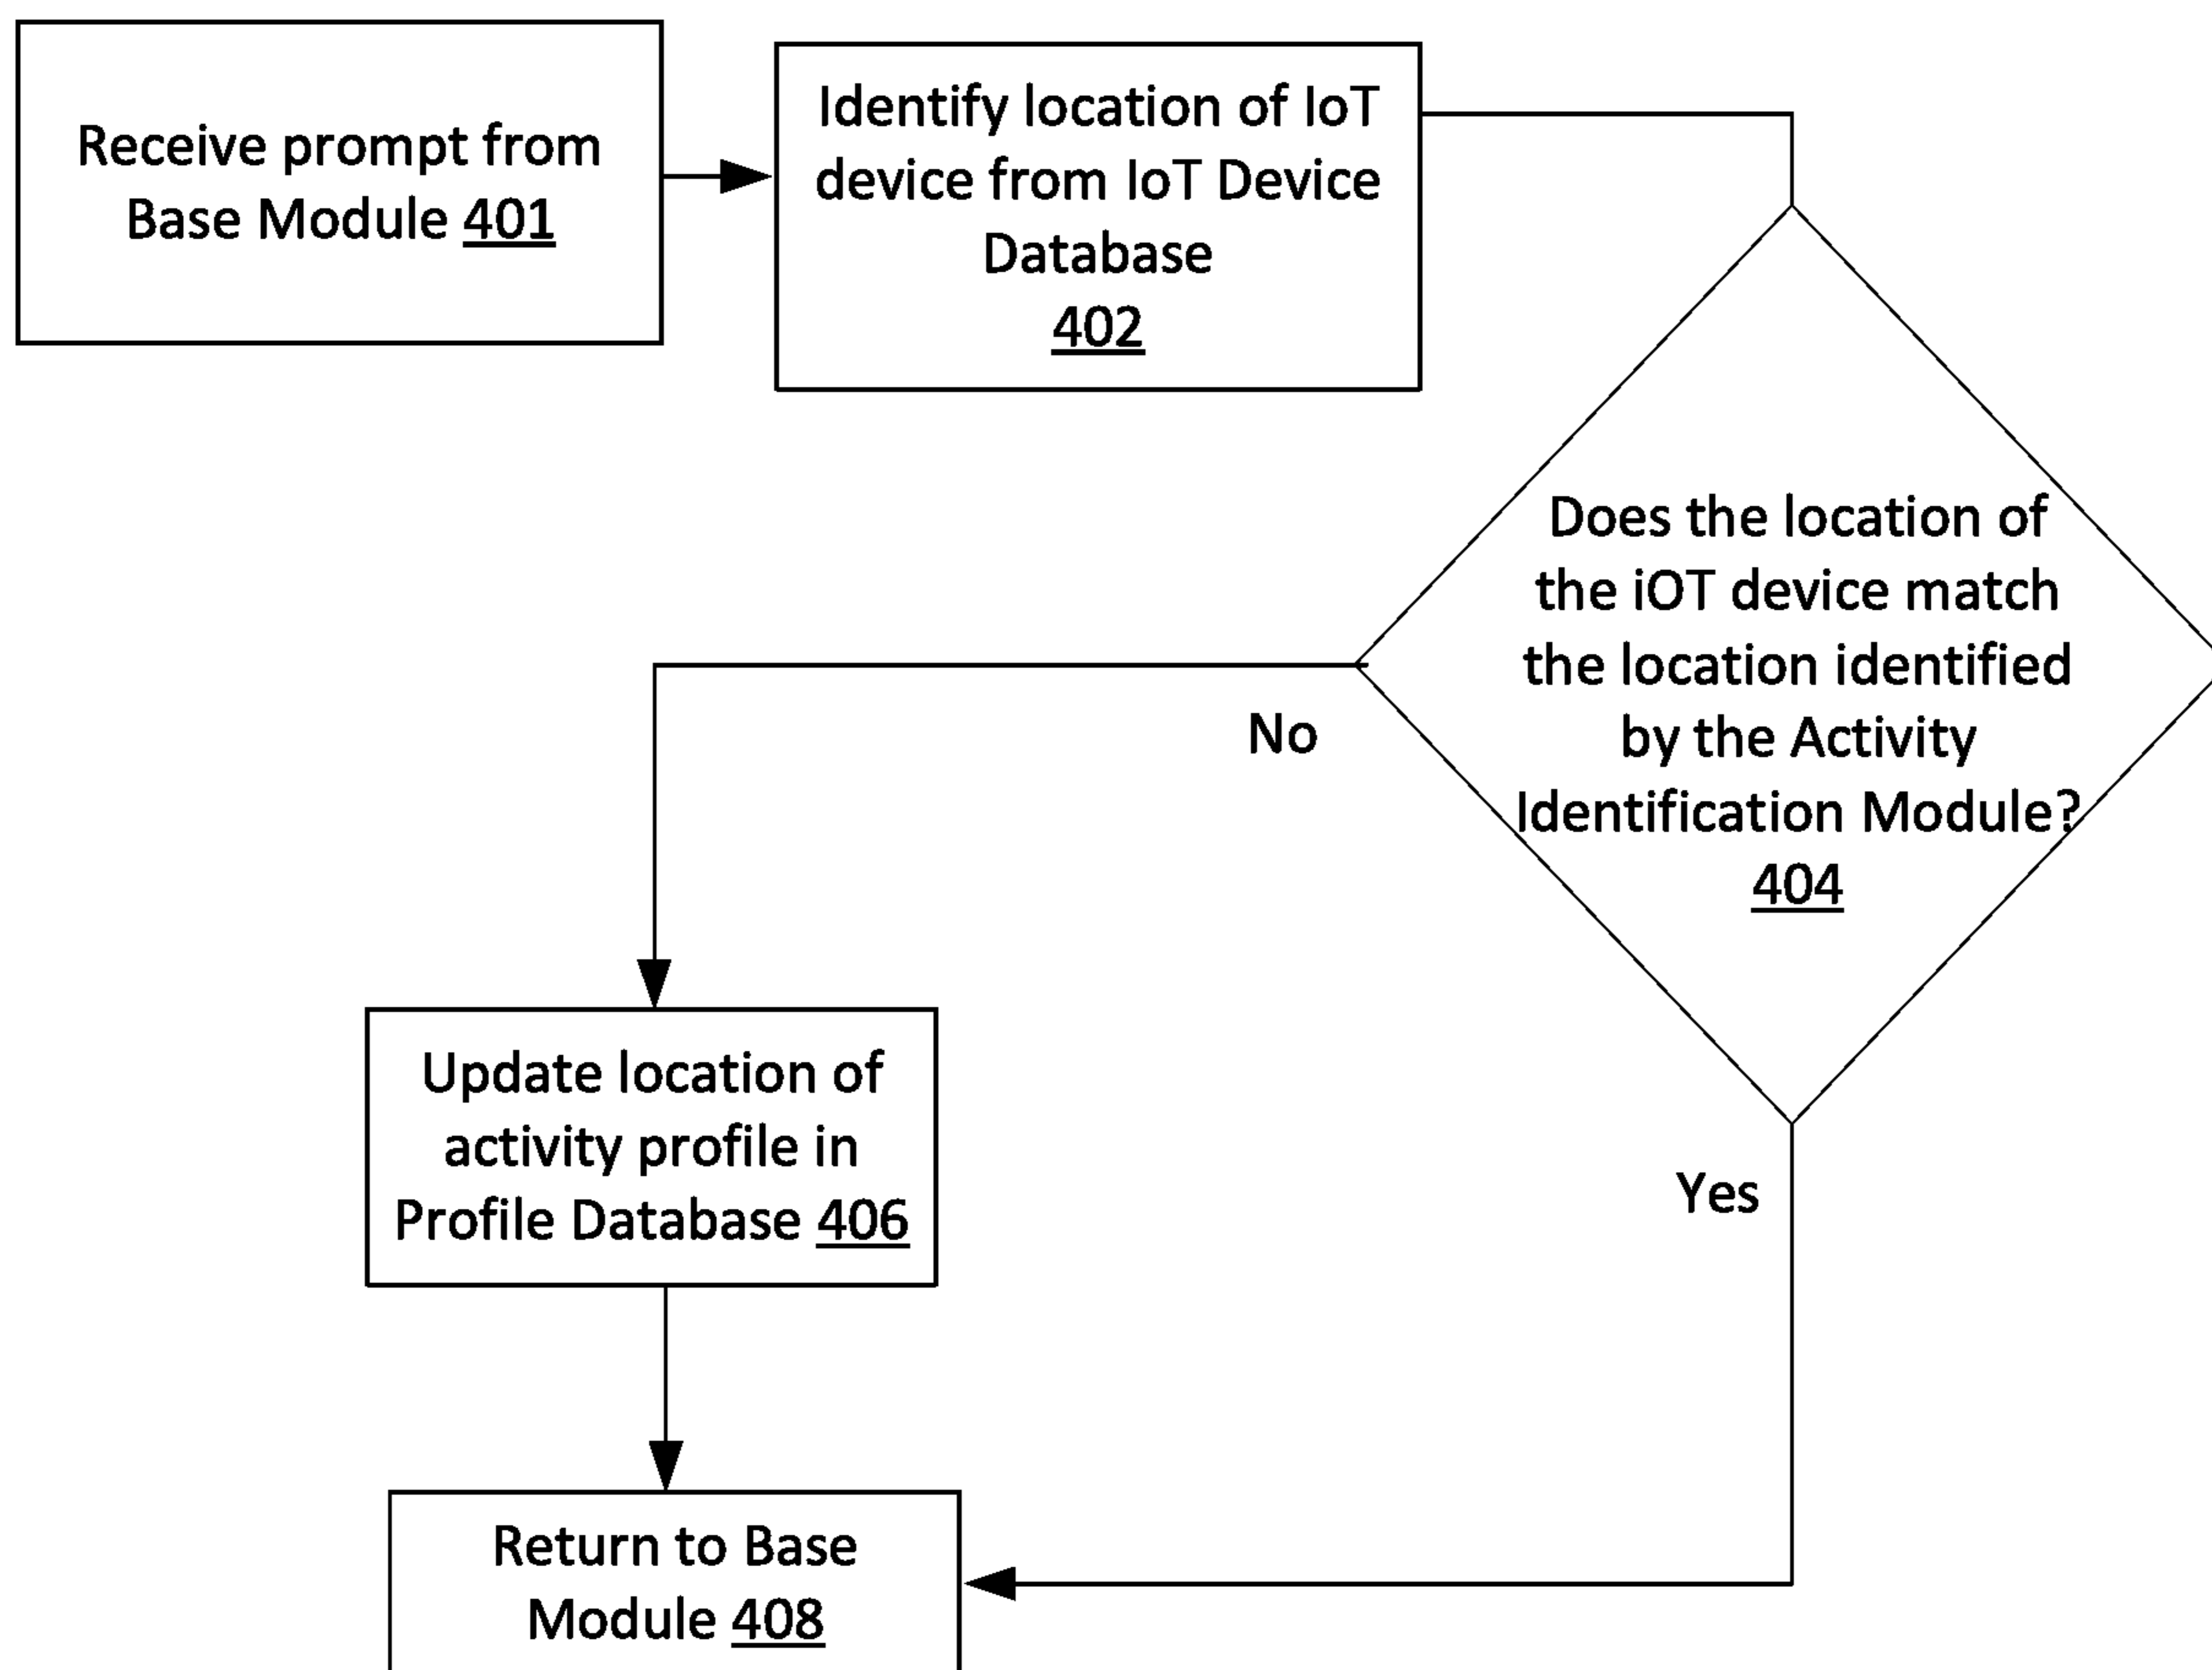 Receive prompt from
Base Module 401
Identify location of IoT
device from IoT Device
Database
402
Does the location of
the iOT device match
the location identified
by the Activity
Identification Module?
404
No
Yes
Update location of
activity profile in
Profile Database 406
Return to Base
Module 408